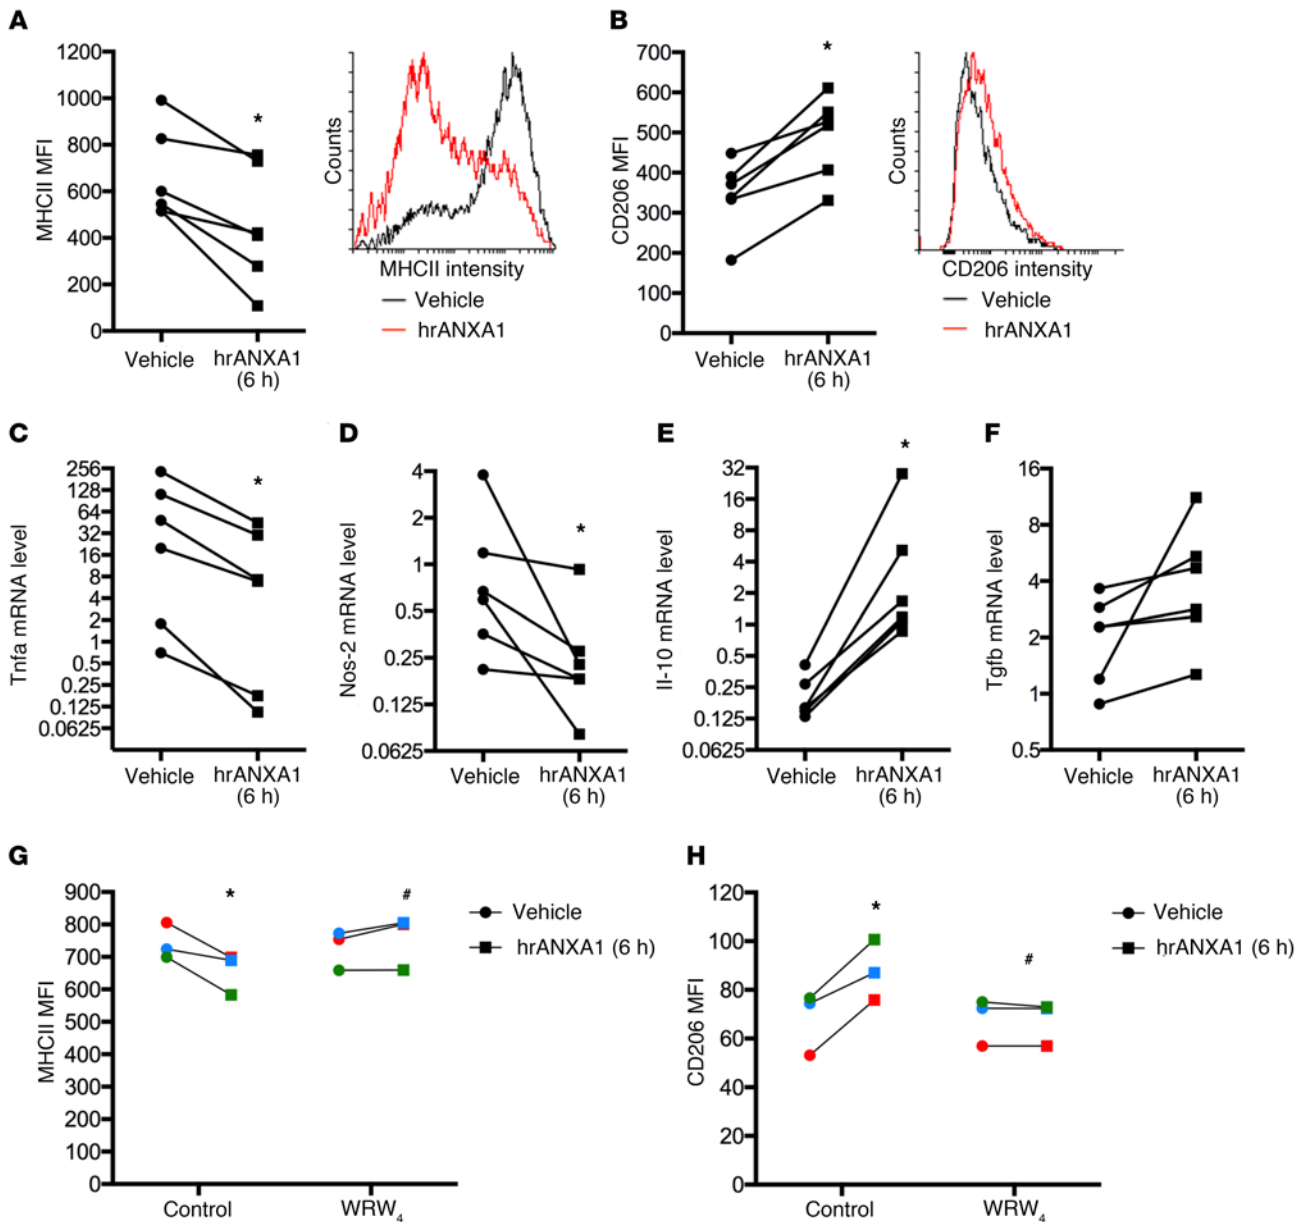 A
1200
1000
800
600
400
200
0
MHCII MFI
*
Vehicle
hrANXA1
(6 h)
Counts
MHCII intensity
Vehicle
hrANXA1
B
700
600
500
400
300
200
100
0
CD206 MFI
*
Vehicle
hrANXA1
(6 h)
Counts
CD206 intensity
Vehicle
hrANXA1
C
256
128
64
32
16
8
4
2
1
0.5
0.25
0.125
0.0625
Tnfa mRNA level
*
Vehicle
hrANXA1
(6 h)
D
4
2
1
0.5
0.25
0.125
0.0625
Nos-2 mRNA level
*
Vehicle
hrANXA1
(6 h)
E
32
16
8
4
2
1
0.5
0.25
0.125
0.0625
Il-10 mRNA level
*
Vehicle
hrANXA1
(6 h)
F
16
8
4
2
1
0.5
Tgfb mRNA level
Vehicle
hrANXA1
(6 h)
G
900
800
700
600
500
400
300
200
100
0
MHCII MFI
*
#
Control
WRW4
Vehicle
hrANXA1 (6 h)
H
120
100
80
60
40
20
0
CD206 MFI
*
#
Control
WRW4
Vehicle
hrANXA1 (6 h)